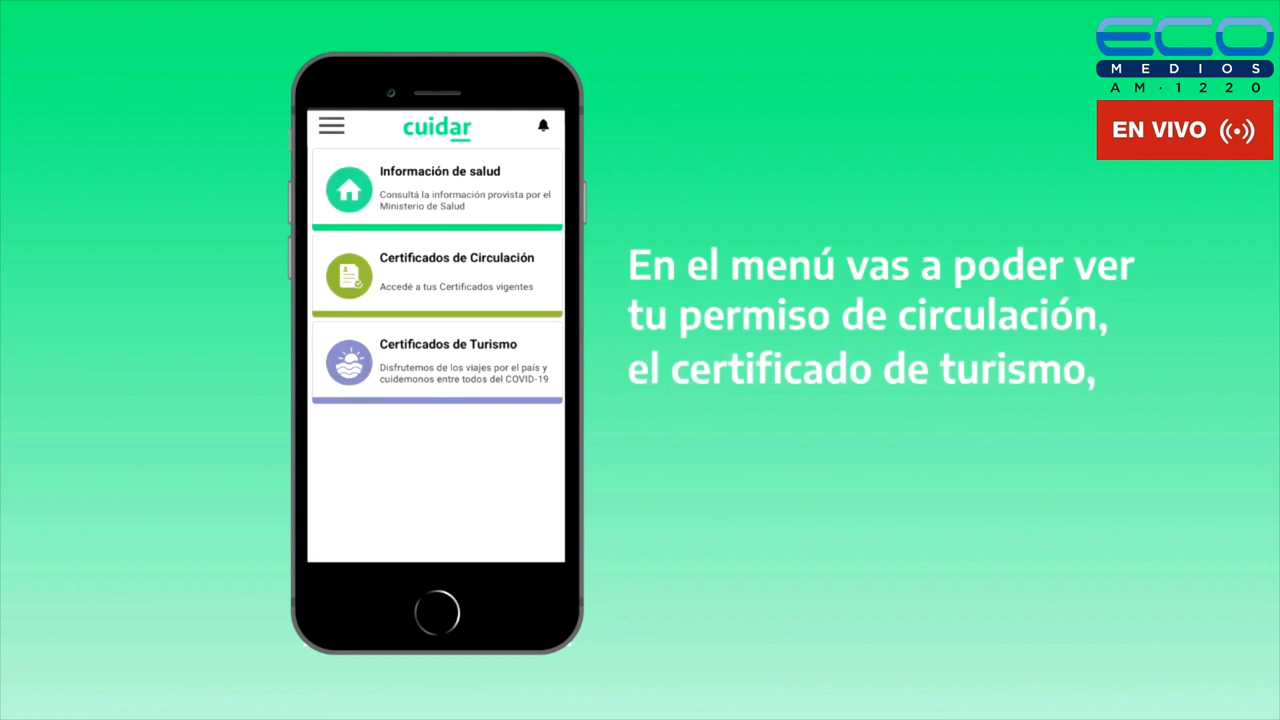 ECO
MEDIOS
AM·1220
EN VIVO
cuidar
Información de salud
Consultá la información provista por el
Ministerio de Salud
Certificados de Circulación
Accedé a tus Certificados vigentes
Certificados de Turismo
Disfrutemos de los viajes por el país y
cuidemonos entre todos del COVID-19
En el menú vas a poder ver
tu permiso de circulación,
el certificado de turismo,